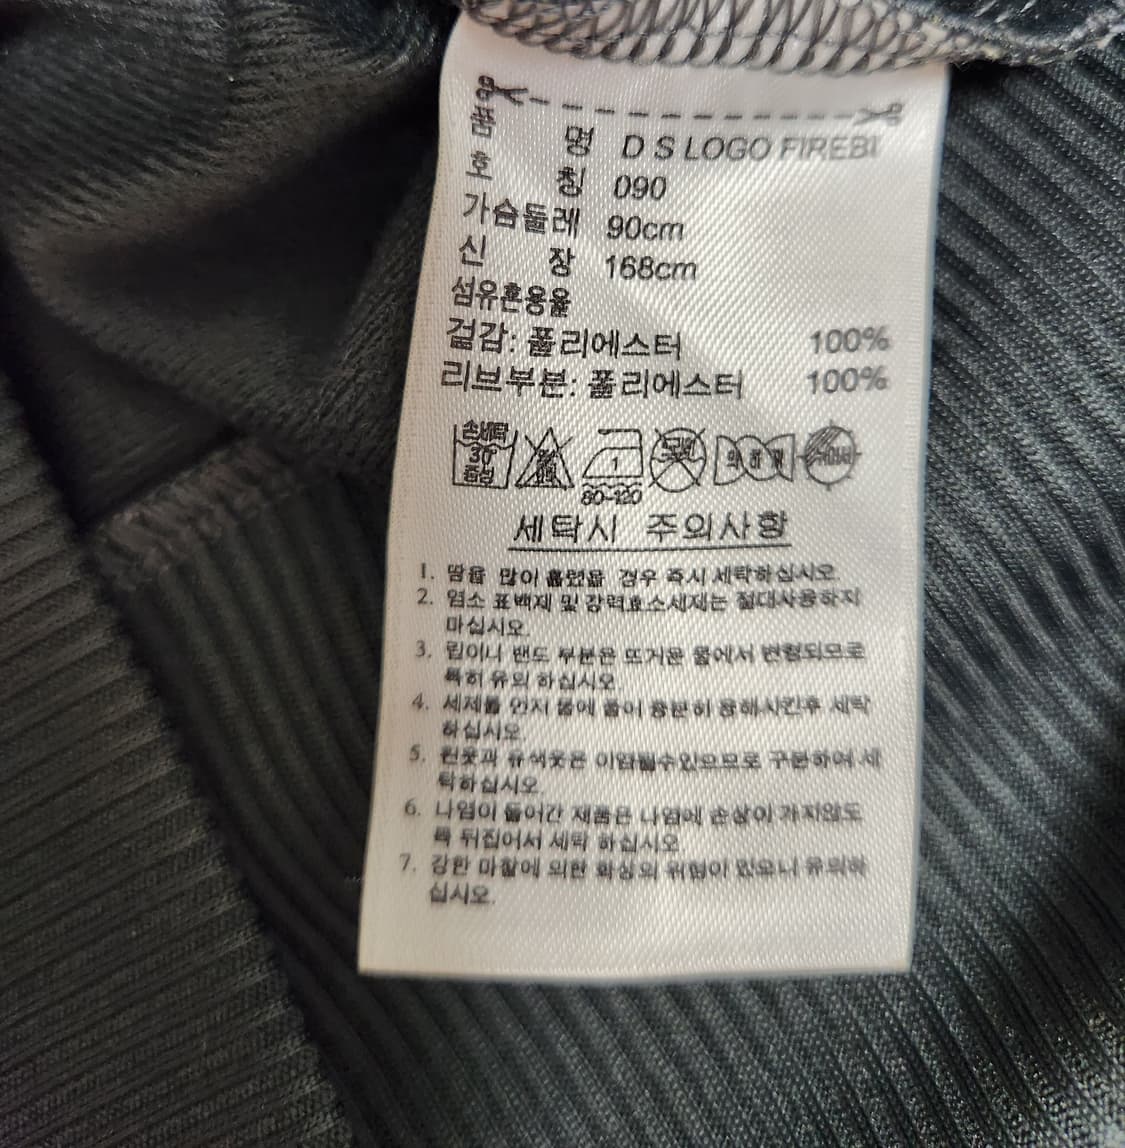 품 명 D S LOGO FIREBI
호 칭 090
가슴둘레 90cm
신 장 168cm
섬유혼용율
겉감: 폴리에스터 100%
리브부분: 폴리에스터 100%
손세탁
30
중성
1
80-120
세탁시 주의사항
1. 땀을 많이 흘렸을 경우 즉시 세탁하십시오.
2. 염소 표백제 및 강력효소세제는 절대사용하지
마십시오.
3. 립이나 밴드 부분은 뜨거운 물에서 변형되므로
특히 유의 하십시오.
4. 세제를 먼저 물에 풀어 충분히 용해시킨후 세탁
하십시오.
5. 흰옷과 유색옷은 이염될수있으므로 구분하여 세
탁하십시오.
6. 나염이 들어간 제품은 나염에 손상이 가지않도
록 뒤집어서 세탁 하십시오.
7. 강한 마찰에 의한 화상의 위험이 있으니 유의하
십시오.